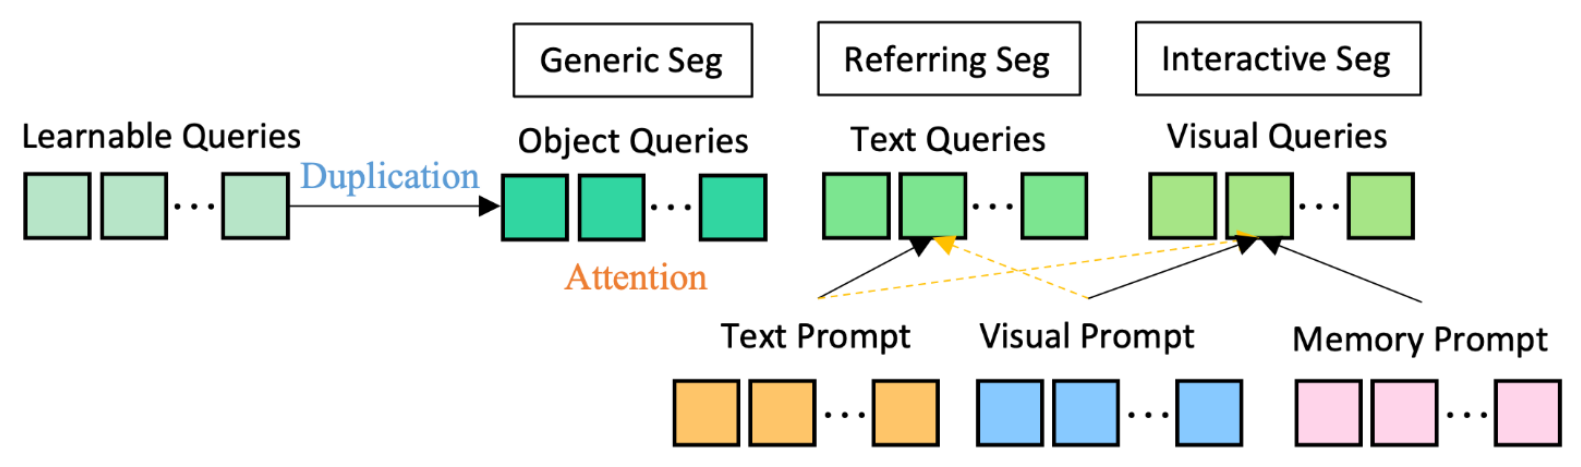 Generic Seg
Referring Seg
Interactive Seg
Learnable Queries
Object Queries
Text Queries
Visual Queries
Duplication
...
...
...
...
Attention
Text Prompt
Visual Prompt
Memory Prompt
...
...
...